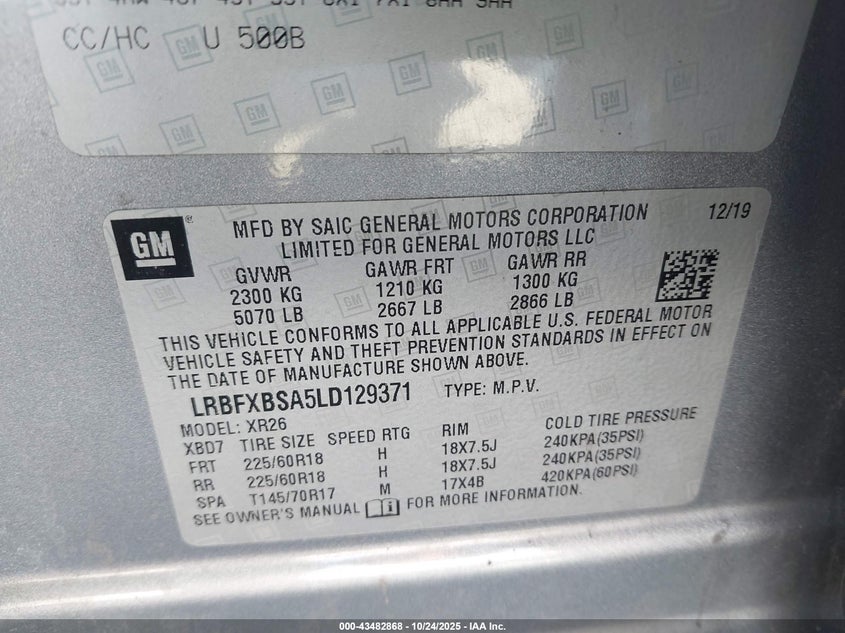 CC/HC U 500B
GM
GM ®
MFD BY SAIC GENERAL MOTORS CORPORATION 12/19
LIMITED FOR GENERAL MOTORS LLC
GVWR GAWR FRT GAWR RR
2300 KG 1210 KG 1300 KG
5070 LB 2667 LB 2866 LB
THIS VEHICLE CONFORMS TO ALL APPLICABLE U.S. FEDERAL MOTOR
VEHICLE SAFETY AND THEFT PREVENTION STANDARDS IN EFFECT ON
THE DATE OF MANUFACTURE SHOWN ABOVE.
LRBFXBSA5LD129371 TYPE: M.P.V.
MODEL: XR26
XBD7 TIRE SIZE SPEED RTG RIM COLD TIRE PRESSURE
FRT 225/60R18 H 18X7.5J 240KPA(35PSI)
RR 225/60R18 H 18X7.5J 240KPA(35PSI)
SPA T145/70R17 M 17X4B 420KPA(60PSI)
SEE OWNER'S MANUAL FOR MORE INFORMATION.
000-43482868 - 10/24/2025 - IAA Inc.